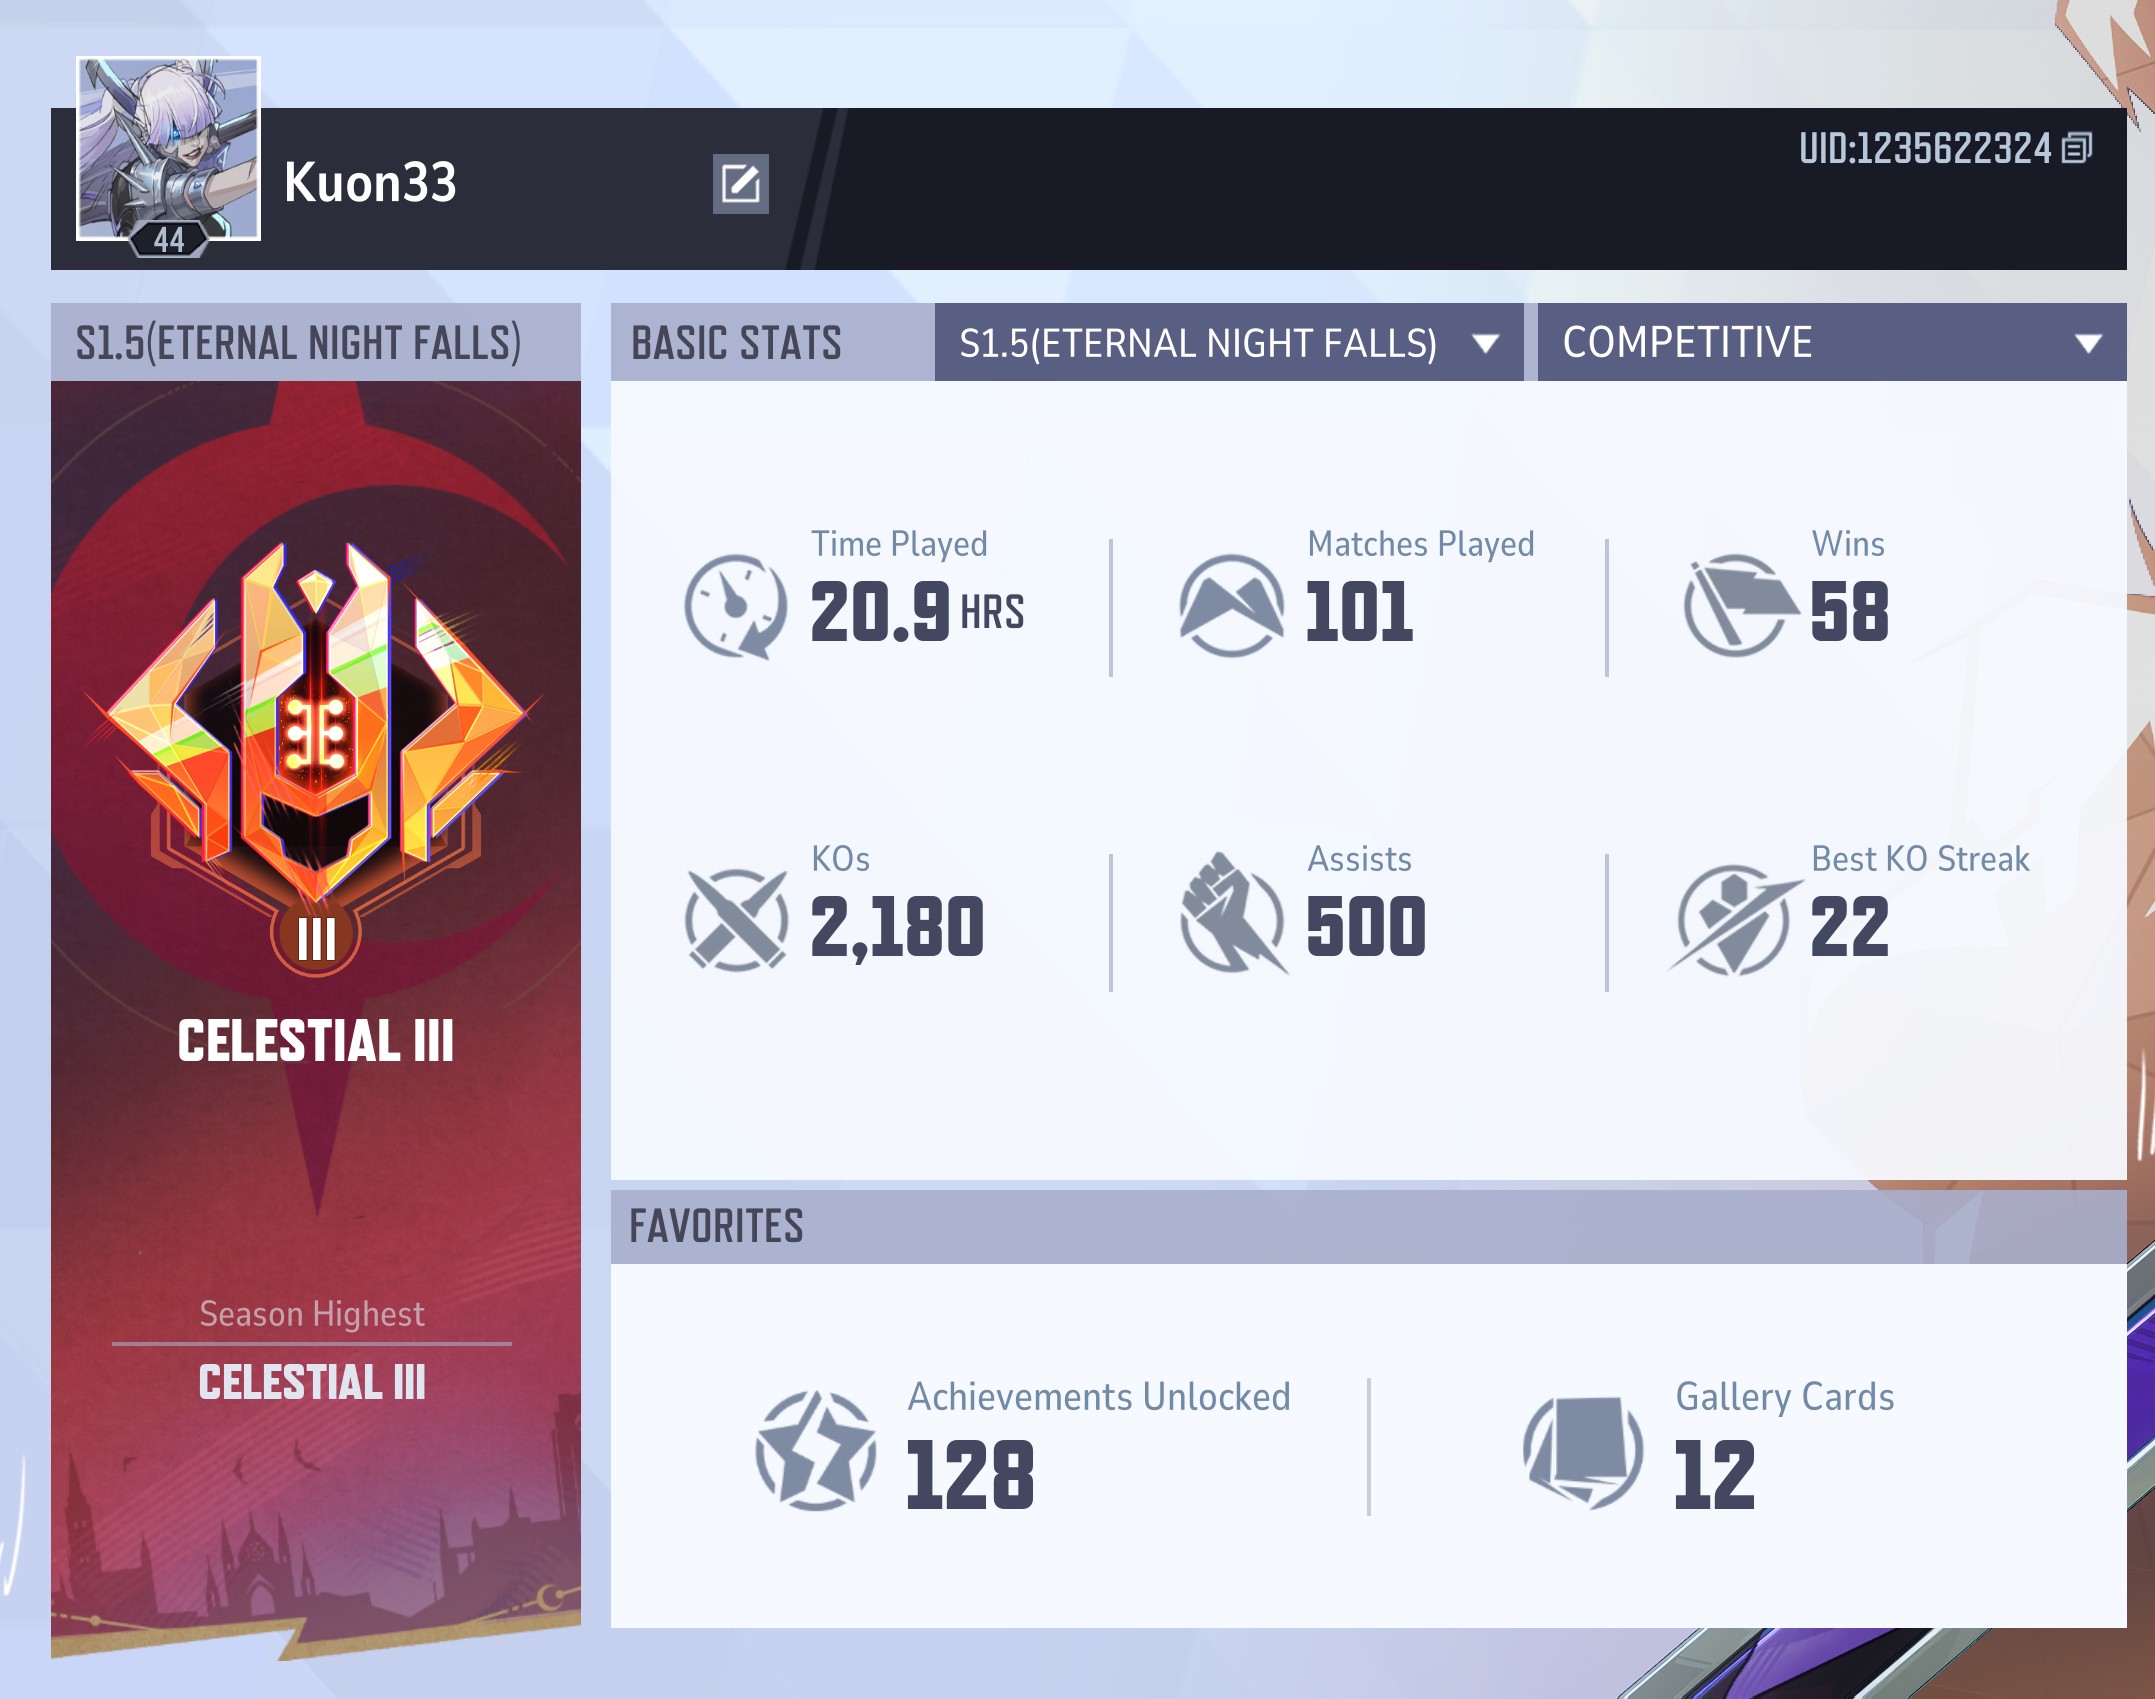 Kuon33
UID:1235622324
44
S1.5(ETERNAL NIGHT FALLS)
III
CELESTIAL III
Season Highest
CELESTIAL III
BASIC STATS
S1.5(ETERNAL NIGHT FALLS)
COMPETITIVE
Time Played
20.9 HRS
Matches Played
101
Wins
58
KOs
2,180
Assists
500
Best KO Streak
22
FAVORITES
Achievements Unlocked
128
Gallery Cards
12